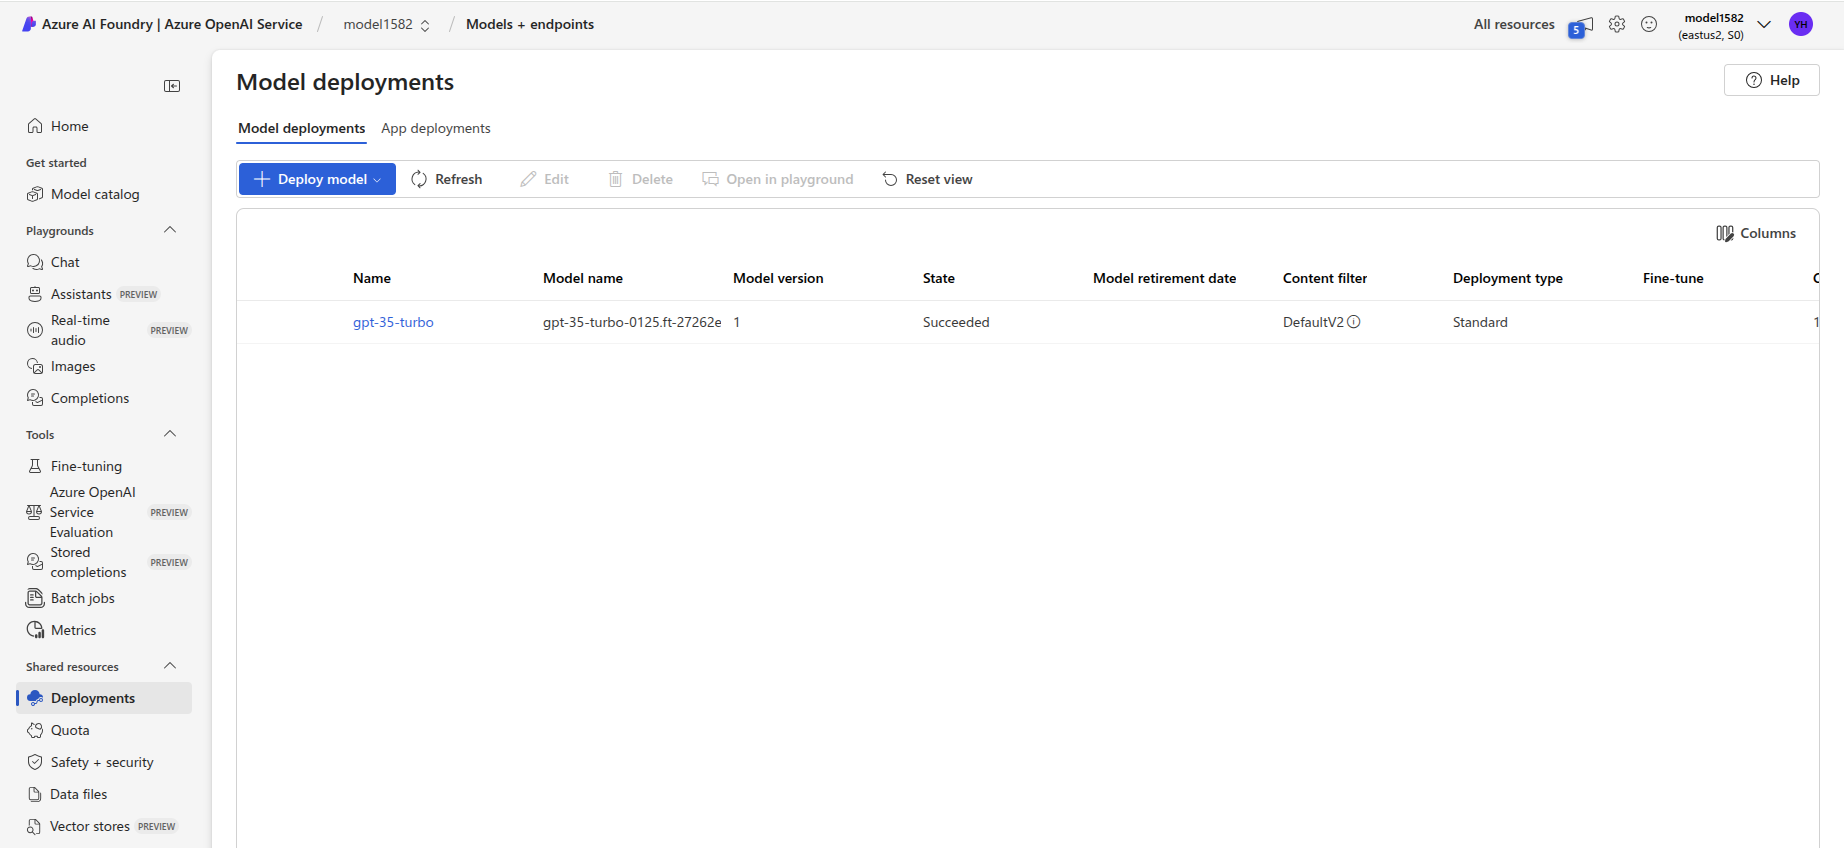 Azure AI Foundry | Azure OpenAI Service / model1582 / Models + endpoints
All resources 5 model1582 (eastus2, S0) YH
Home
Get started
Model catalog
Playgrounds
Chat
Assistants PREVIEW
Real-time audio PREVIEW
Images
Completions
Tools
Fine-tuning
Azure OpenAI Service Evaluation PREVIEW
Stored completions PREVIEW
Batch jobs
Metrics
Shared resources
Deployments
Quota
Safety + security
Data files
Vector stores PREVIEW
Model deployments
Help
Model deployments App deployments
Deploy model Refresh Edit Delete Open in playground Reset view
Columns
Name Model name Model version State Model retirement date Content filter Deployment type Fine-tune
gpt-35-turbo gpt-35-turbo-0125.ft-27262e 1 Succeeded DefaultV2 Standard 1